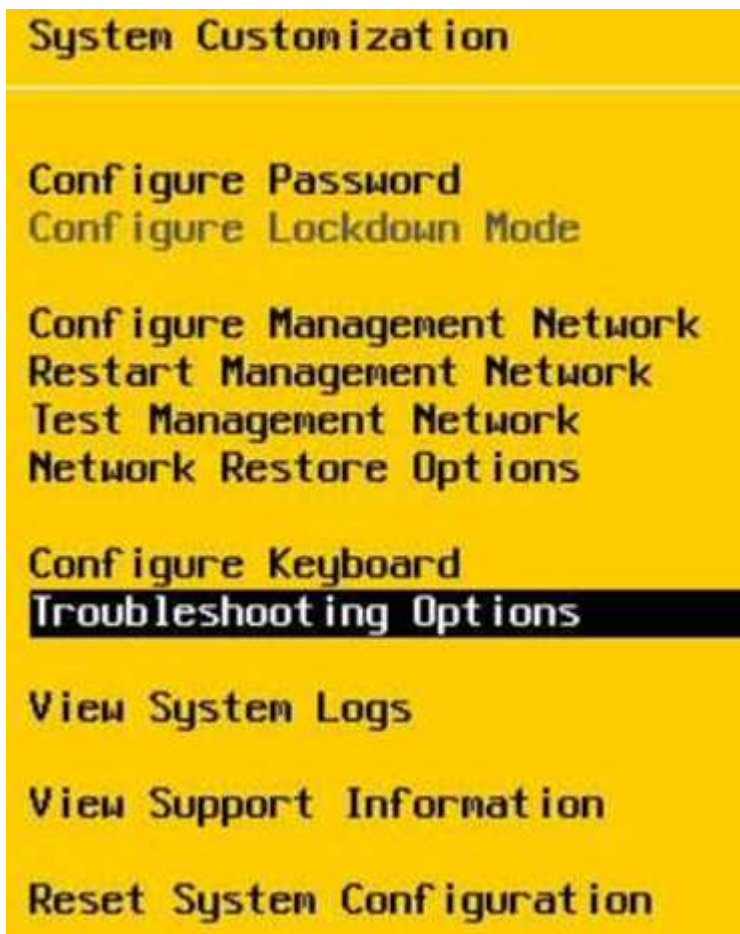 System Customization
Configure Password
Configure Lockdown Mode
Configure Management Network
Restart Management Network
Test Management Network
Network Restore Options
Configure Keyboard
Troubleshooting Options
View System Logs
View Support Information
Reset System Configuration